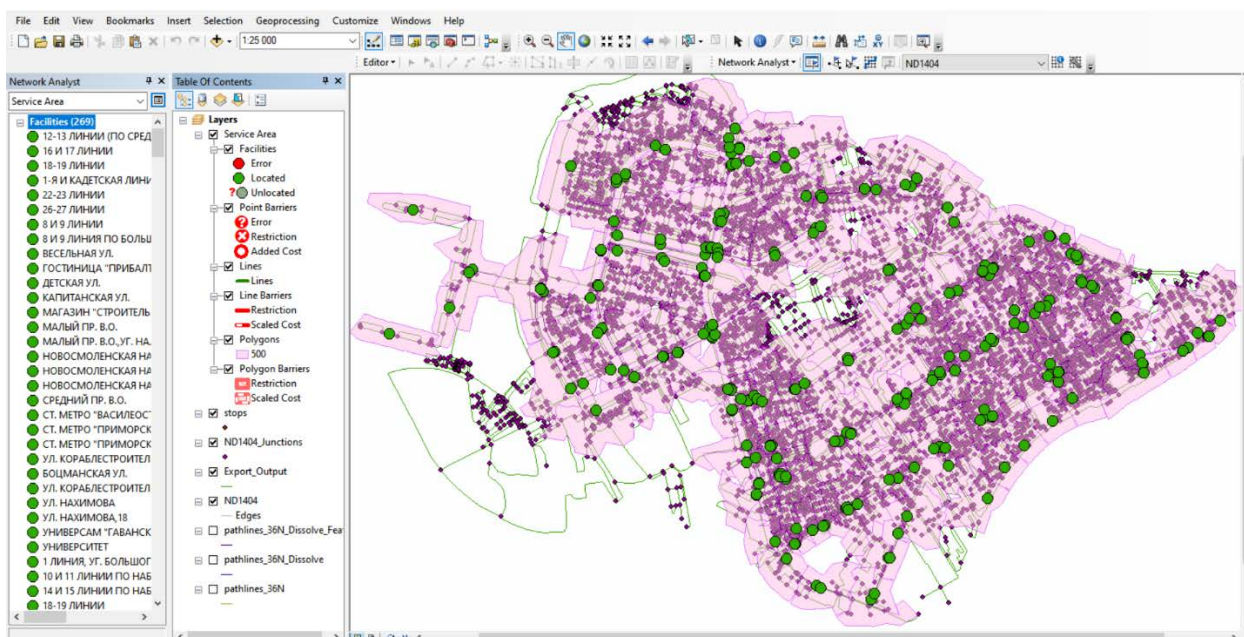 File Edit View Bookmarks Insert Selection Geoprocessing Customize Windows Help
1:25 000
Editor
Network Analyst
ND1404
Network Analyst
Service Area
Facilities (269)
12-13 ЛИНИИ (ПО СРЕД
16 И 17 ЛИНИИ
18-19 ЛИНИИ
1-Я И КАДЕТСКАЯ ЛИНИ
22-23 ЛИНИИ
26-27 ЛИНИИ
8 И 9 ЛИНИИ
8 И 9 ЛИНИЯ ПО БОЛЬШ
ВЕСЕЛЬНАЯ УЛ.
ГОСТИНИЦА "ПРИБАЛТ
ДЕТСКАЯ УЛ.
КАПИТАНСКАЯ УЛ.
МАГАЗИН "СТРОИТЕЛЬ
МАЛЫЙ ПР. В.О.
МАЛЫЙ ПР. В.О.,УГ. НА.
НОВОСМОЛЕНСКАЯ НА
НОВОСМОЛЕНСКАЯ НА
НОВОСМОЛЕНСКАЯ НА
СРЕДНИЙ ПР. В.О.
СТ. МЕТРО "ВАСИЛЕОС
СТ. МЕТРО "ПРИМОРСК
СТ. МЕТРО "ПРИМОРСК
УЛ. КОРАБЛЕСТРОИТЕЛ
БОЦМАНСКАЯ УЛ.
УЛ. КОРАБЛЕСТРОИТЕЛ
УЛ. НАХИМОВА
УЛ. НАХИМОВА,18
УНИВЕРСАМ "ГАВАНСК
УНИВЕРСИТЕТ
1 ЛИНИЯ, УГ. БОЛЬШОГ
10 И 11 ЛИНИИ ПО НАБ
14 И 15 ЛИНИИ ПО НАБ
18-19 ЛИНИИ
Table Of Contents
Layers
Service Area
Facilities
Error
Located
? Unlocated
Point Barriers
Error
Restriction
Added Cost
Lines
Lines
Line Barriers
Restriction
Scaled Cost
Polygons
500
Polygon Barriers
Restriction
Scaled Cost
stops
ND1404_Junctions
Export_Output
ND1404
Edges
pathlines_36N_Dissolve_Fea
pathlines_36N_Dissolve
pathlines_36N